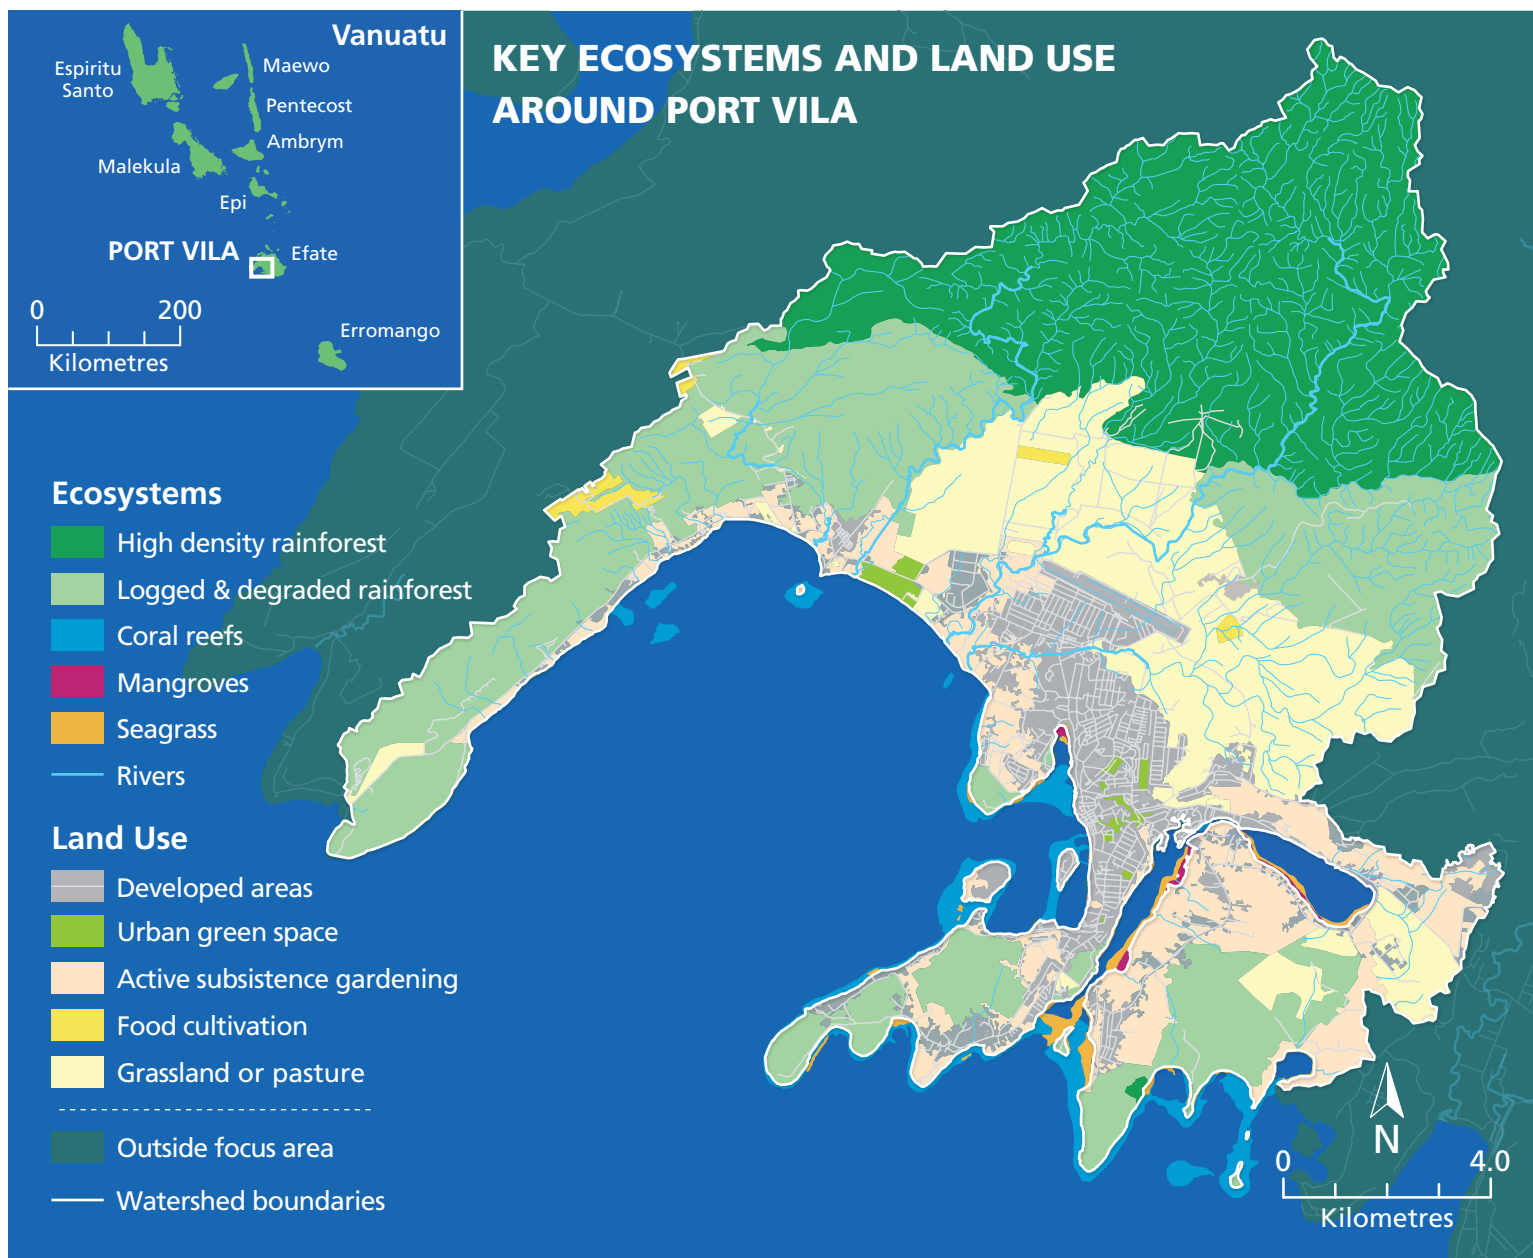 Vanuatu
Espiritu
Santo
Maewo
Pentecost
Ambrym
Malekula
Epi
PORT VILA
Efate
0 200
Kilometres
Erromango
KEY ECOSYSTEMS AND LAND USE
AROUND PORT VILA
Ecosystems
High density rainforest
Logged & degraded rainforest
Coral reefs
Mangroves
Seagrass
Rivers
Land Use
Developed areas
Urban green space
Active subsistence gardening
Food cultivation
Grassland or pasture
Outside focus area
Watershed boundaries
N
0 4.0
Kilometres